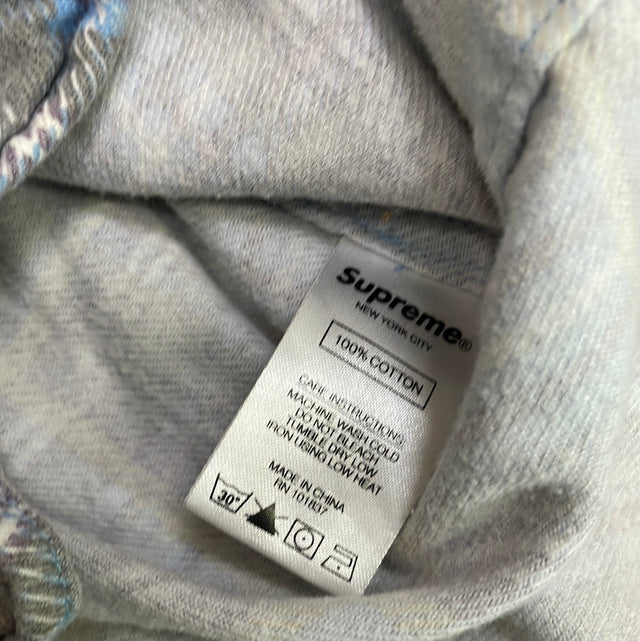 Supreme®
NEW YORK CITY
100% COTTON
CARE INSTRUCTIONS:
MACHINE WASH COLD
DO NOT BLEACH
TUMBLE DRY LOW
IRON USING LOW HEAT
MADE IN CHINA
RN 101837
30°